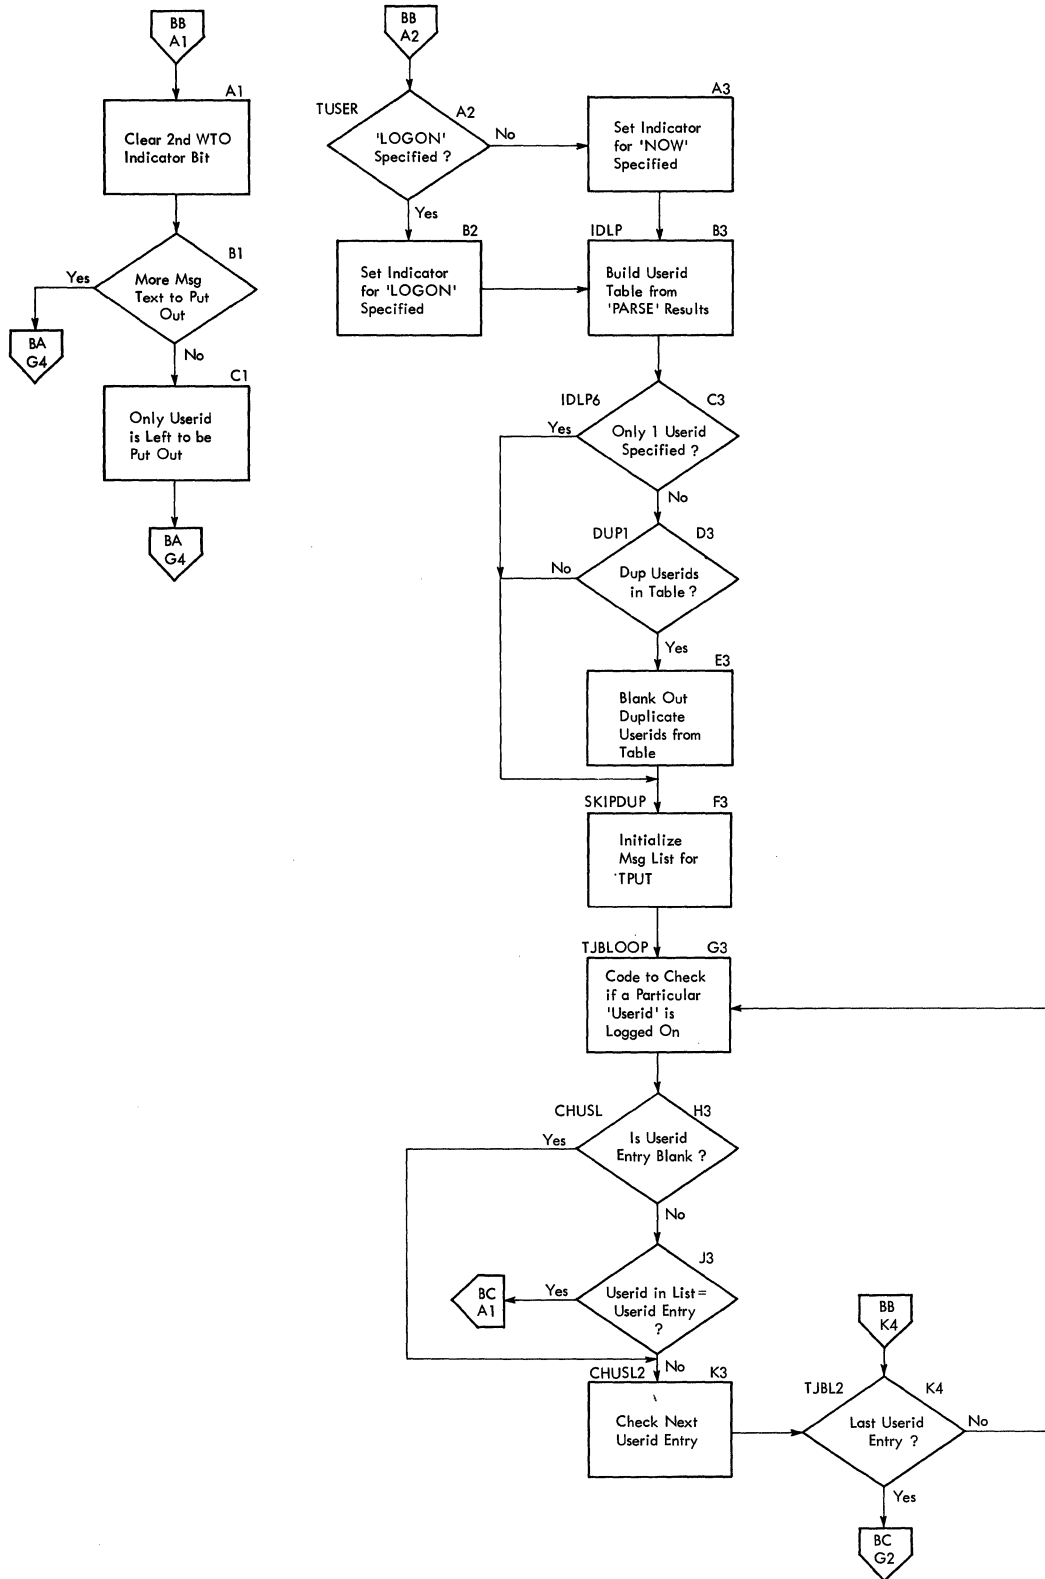 BB
A1
A1
Clear 2nd WTO
Indicator Bit
B1
More Msg
Text to Put
Out
Yes
BA
G4
No
C1
Only Userid
is Left to be
Put Out
BA
G4
BB
A2
TUSER
A2
'LOGON'
Specified ?
No
Yes
A3
Set Indicator
for 'NOW'
Specified
B2
Set Indicator
for 'LOGON'
Specified
IDLP
B3
Build Userid
Table from
'PARSE' Results
IDLP6
C3
Only 1 Userid
Specified ?
Yes
No
DUP1
D3
Dup Userids
in Table ?
No
Yes
E3
Blank Out
Duplicate
Userids from
Table
SKIPDUP
F3
Initialize
Msg List for
TPUT
TJBLOOP
G3
Code to Check
if a Particular
'Userid' is
Logged On
CHUSL
H3
Is Userid
Entry Blank ?
Yes
No
J3
Userid in List =
Userid Entry
?
Yes
BC
A1
No
CHUSL2
K3
Check Next
Userid Entry
BB
K4
TJBL2
K4
Last Userid
Entry ?
No
Yes
BC
G2